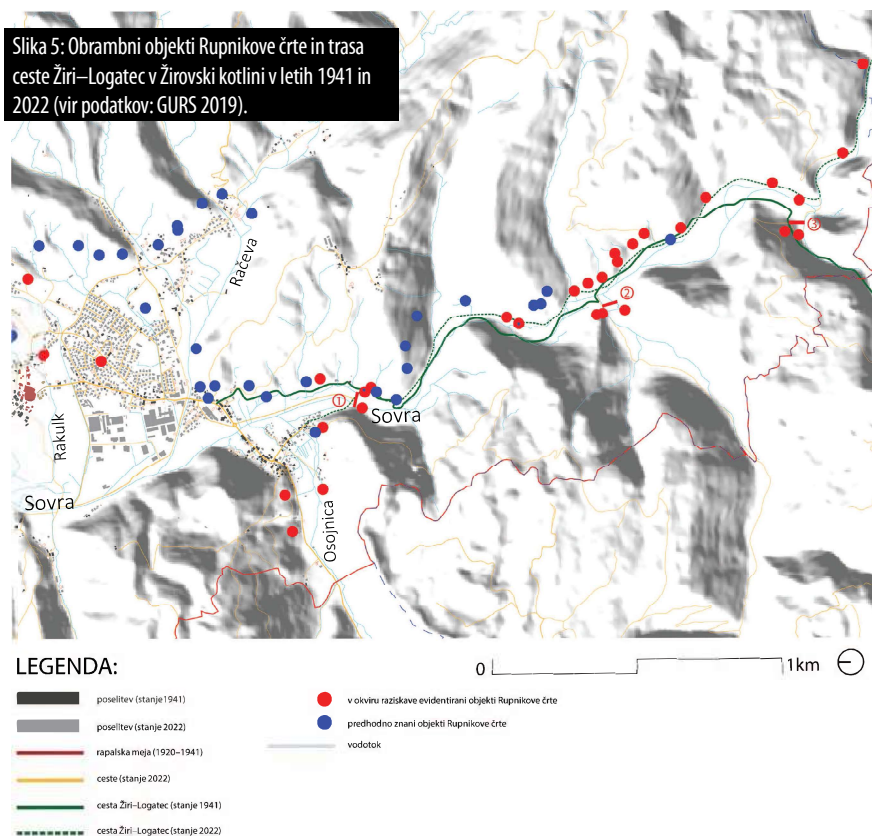 Slika 5: Obrambni objekti Rupnikove črte in trasa
ceste Žiri–Logatec v Žirovski kotlini v letih 1941 in
2022 (vir podatkov: GURS 2019).
Račeva
③
②
①
Sovra
Rakulk
Sovra
Osojnica
LEGENDA:
0
1km
poselitev (stanje 1941)
poselitev (stanje 2022)
rapalska meja (1920–1941)
ceste (stanje 2022)
cesta Žiri–Logatec (stanje 1941)
cesta Žiri–Logatec (stanje 2022)
v okviru raziskave evidentirani objekti Rupnikove črte
predhodno znani objekti Rupnikove črte
vodotok